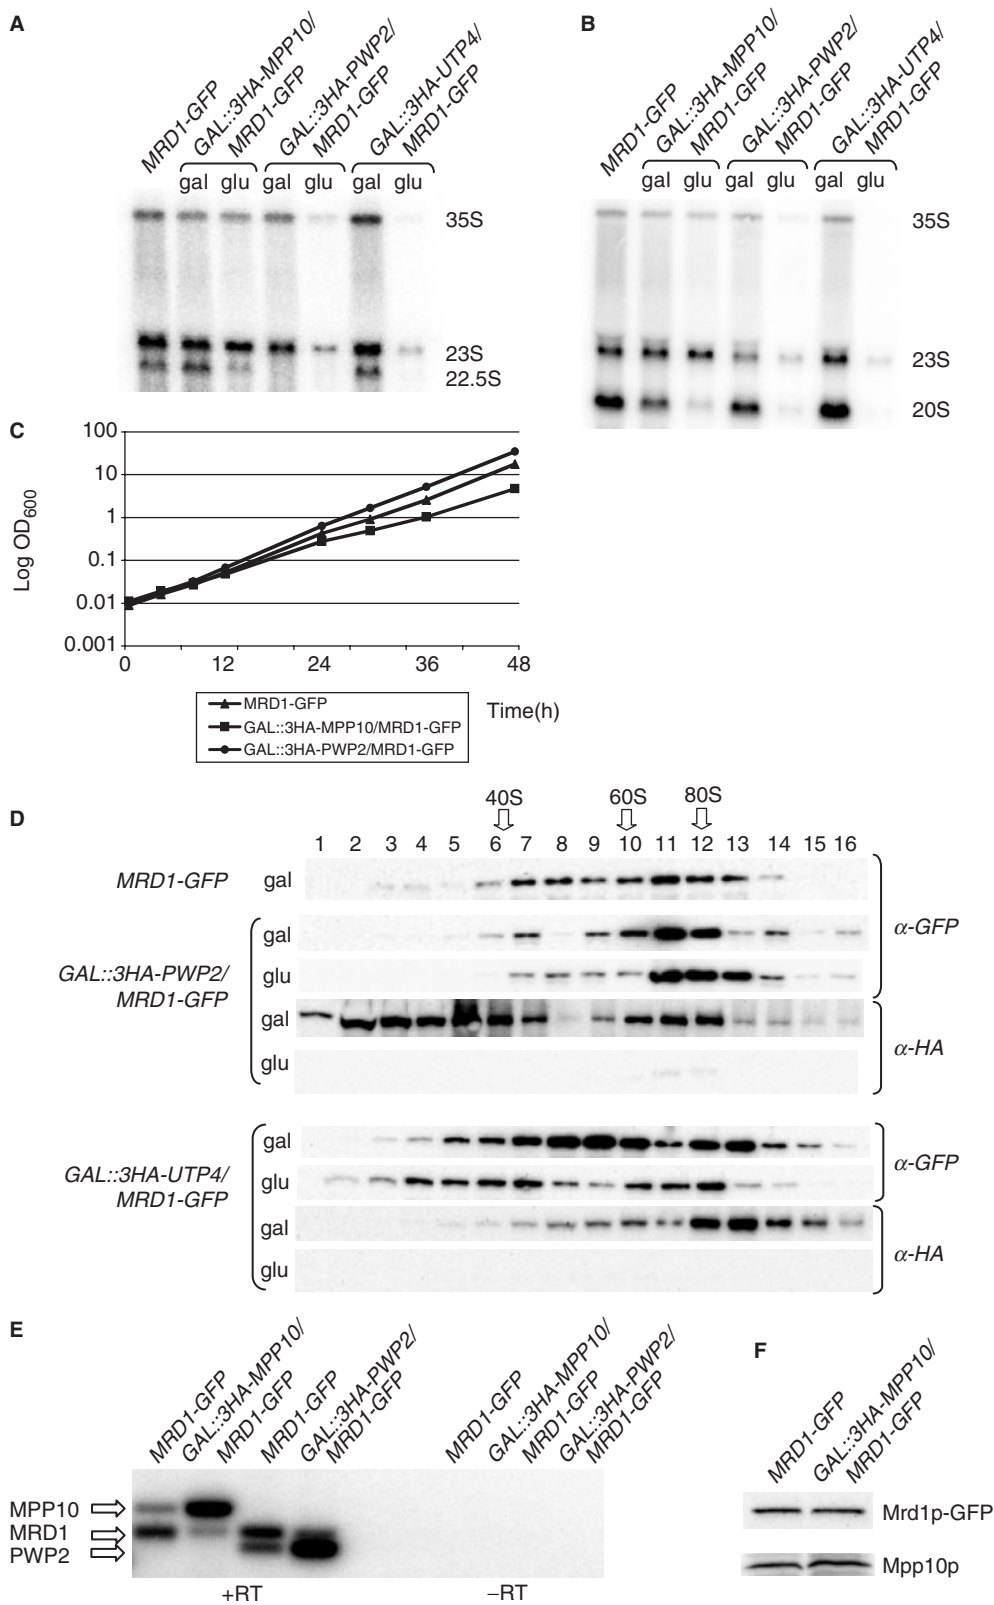 A
MRD1-GFP
GAL::3HA-MPP10/
MRD1-GFP
GAL::3HA-PWP2/
MRD1-GFP
GAL::3HA-UTP4/
MRD1-GFP
gal glu gal glu gal glu
35S
23S
22.5S
B
MRD1-GFP
GAL::3HA-MPP10/
MRD1-GFP
GAL::3HA-PWP2/
MRD1-GFP
GAL::3HA-UTP4/
MRD1-GFP
gal glu gal glu gal glu
35S
23S
20S
C
Log OD600
100
10
1
0.1
0.01
0.001
0 12 24 36 48
Time(h)
MRD1-GFP
GAL::3HA-MPP10/MRD1-GFP
GAL::3HA-PWP2/MRD1-GFP
D
40S 60S 80S
1 2 3 4 5 6 7 8 9 10 11 12 13 14 15 16
MRD1-GFP gal
GAL::3HA-PWP2/
MRD1-GFP
gal
glu
α-GFP
gal
glu
α-HA
GAL::3HA-UTP4/
MRD1-GFP
gal
glu
α-GFP
gal
glu
α-HA
E
MRD1-GFP
GAL::3HA-MPP10/
MRD1-GFP
MRD1-GFP
GAL::3HA-PWP2/
MRD1-GFP
MRD1-GFP
GAL::3HA-MPP10/
MRD1-GFP
GAL::3HA-PWP2/
MRD1-GFP
MPP10
MRD1
PWP2
+RT
−RT
F
MRD1-GFP
GAL::3HA-MPP10/
MRD1-GFP
Mrd1p-GFP
Mpp10p